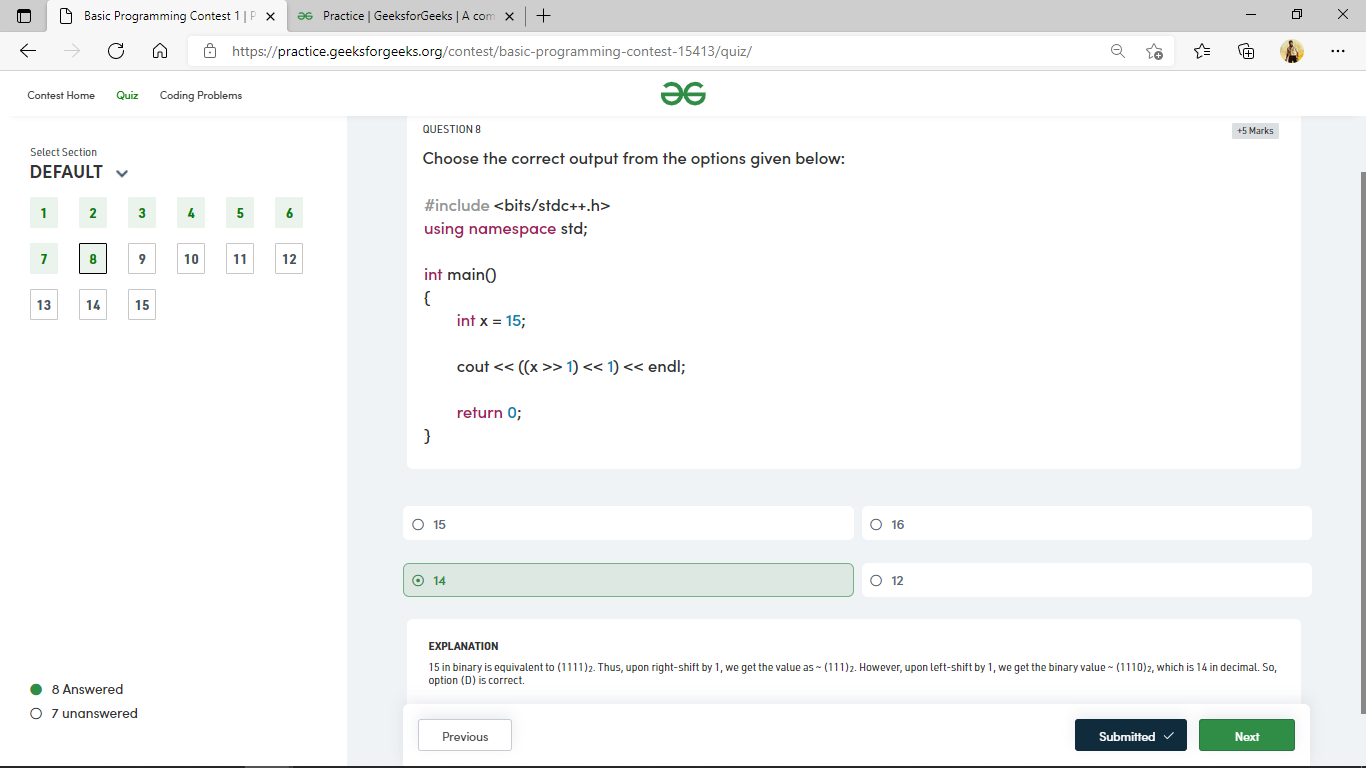 Basic Programming Contest 1 | P
Practice | GeeksforGeeks | A com
https://practice.geeksforgeeks.org/contest/basic-programming-contest-15413/quiz/
Contest Home Quiz Coding Problems
Select Section
DEFAULT
1 2 3 4 5 6
7 8 9 10 11 12
13 14 15
8 Answered
7 unanswered
QUESTION 8
+5 Marks
Choose the correct output from the options given below:
#include <bits/stdc++.h>
using namespace std;
int main()
{
int x = 15;
cout << ((x >> 1) << 1) << endl;
return 0;
}
15
16
14
12
EXPLANATION
15 in binary is equivalent to (1111)₂. Thus, upon right-shift by 1, we get the value as ~ (111)₂. However, upon left-shift by 1, we get the binary value ~ (1110)₂, which is 14 in decimal. So,
option (D) is correct.
Previous
Submitted ✓
Next